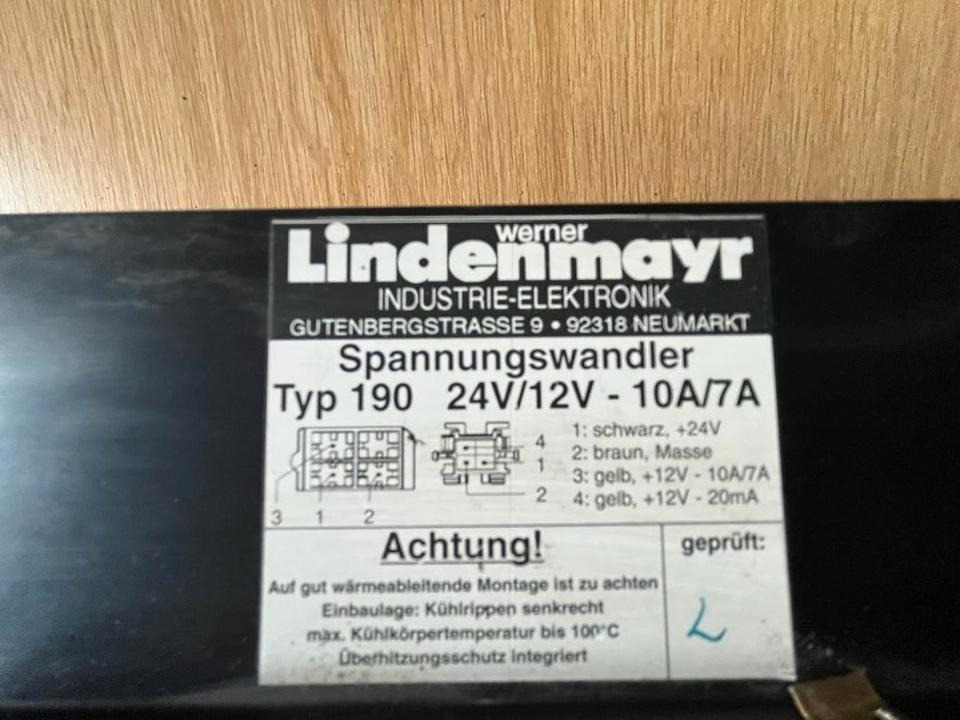 werner
Lindenmayr
INDUSTRIE-ELEKTRONIK
GUTENBERGSTRASSE 9 • 92318 NEUMARKT
Spannungswandler
Typ 190 24V/12V - 10A/7A
1: schwarz, +24V
2: braun, Masse
3: gelb, +12V - 10A/7A
4: gelb, +12V - 20mA
4
1
2
3 1 2
Achtung!
Auf gut wärmeableitende Montage ist zu achten
Einbaulage: Kühlrippen senkrecht
max. Kühlkörpertemperatur bis 100°C
Überhitzungsschutz integriert
geprüft:
L